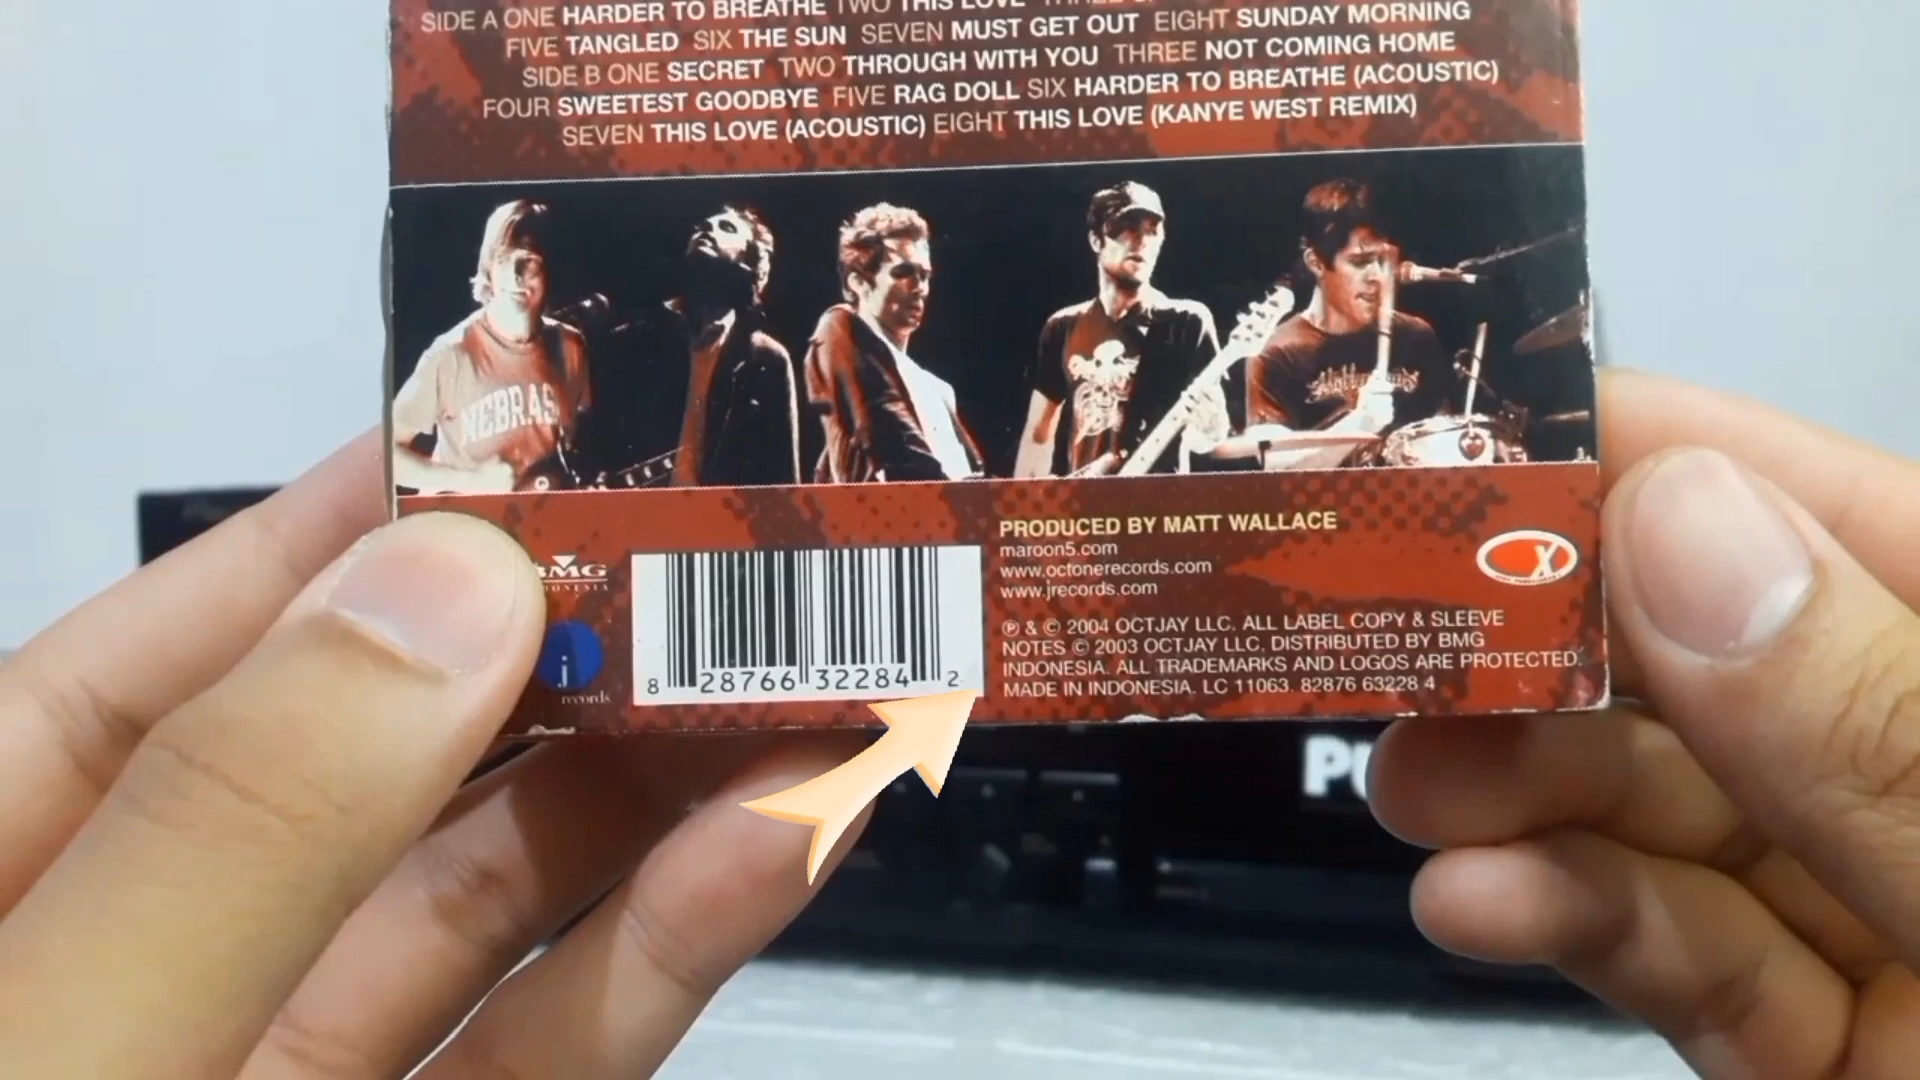 SIDE A ONE HARDER TO BREATHE TWO THIS LOVE
FIVE TANGLED SIX THE SUN SEVEN MUST GET OUT EIGHT SUNDAY MORNING
SIDE B ONE SECRET TWO THROUGH WITH YOU THREE NOT COMING HOME
FOUR SWEETEST GOODBYE FIVE RAG DOLL SIX HARDER TO BREATHE (ACOUSTIC)
SEVEN THIS LOVE (ACOUSTIC) EIGHT THIS LOVE (KANYE WEST REMIX)
NEBRAS
BMG
j
records
8 28766 32284 2
PRODUCED BY MATT WALLACE
maroon5.com
www.octonerecords.com
www.jrecords.com
℗ & © 2004 OCTJAY LLC. ALL LABEL COPY & SLEEVE
NOTES © 2003 OCTJAY LLC. DISTRIBUTED BY BMG
INDONESIA. ALL TRADEMARKS AND LOGOS ARE PROTECTED.
MADE IN INDONESIA. LC 11063. 82876 63228 4
X